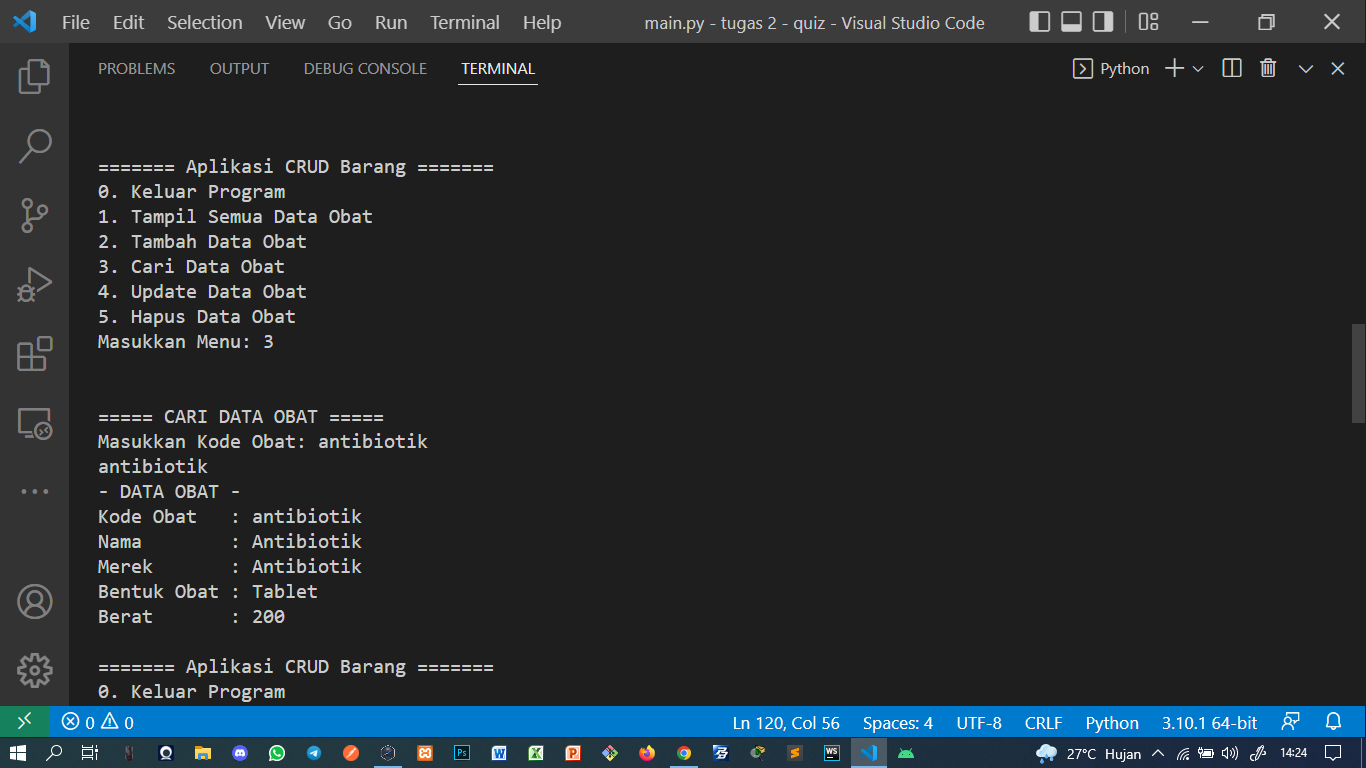 File Edit Selection View Go Run Terminal Help
main.py - tugas 2 - quiz - Visual Studio Code
PROBLEMS OUTPUT DEBUG CONSOLE TERMINAL
Python
======= Aplikasi CRUD Barang =======
0. Keluar Program
1. Tampil Semua Data Obat
2. Tambah Data Obat
3. Cari Data Obat
4. Update Data Obat
5. Hapus Data Obat
Masukkan Menu: 3
===== CARI DATA OBAT =====
Masukkan Kode Obat: antibiotik
antibiotik
- DATA OBAT -
Kode Obat   : antibiotik
Nama        : Antibiotik
Merek       : Antibiotik
Bentuk Obat : Tablet
Berat       : 200
======= Aplikasi CRUD Barang =======
0. Keluar Program
0 0 Ln 120, Col 56 Spaces: 4 UTF-8 CRLF Python 3.10.1 64-bit
27°C Hujan 14:24